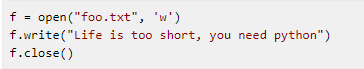 f = open("foo.txt", 'w')
f.write("Life is too short, you need python")
f.close()